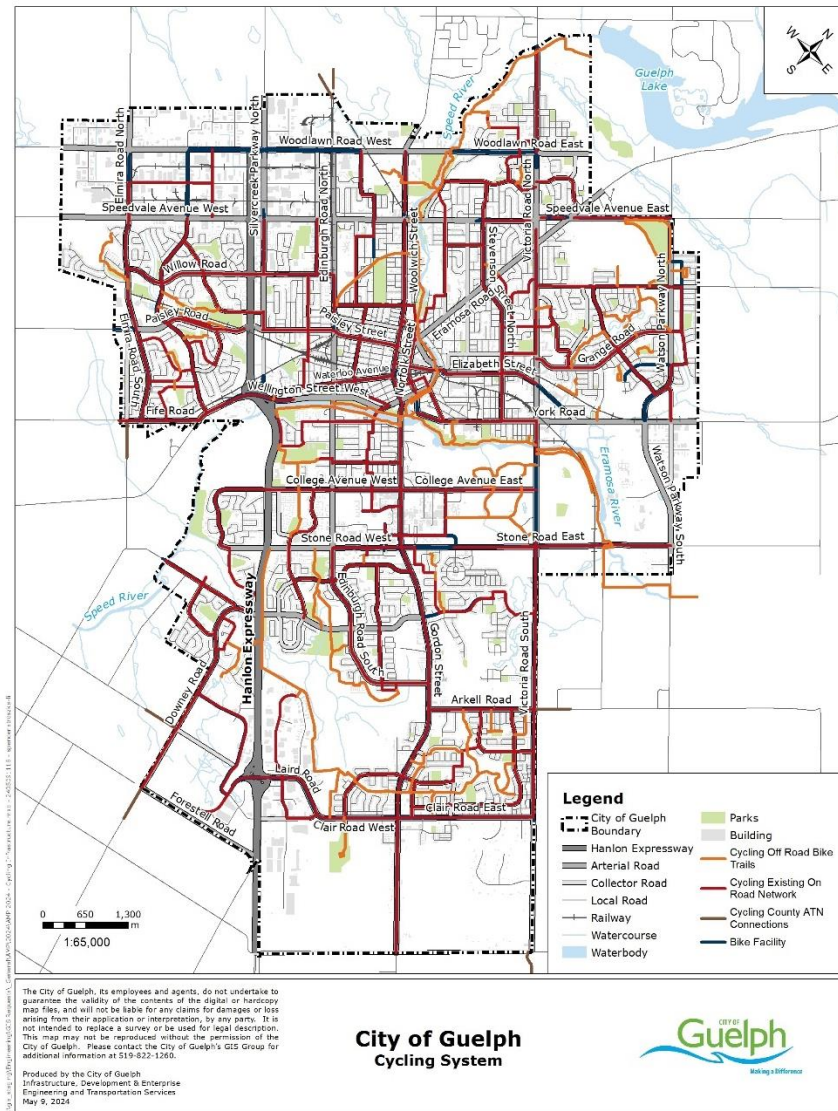 N
W
E
S
Guelph
Lake
Speed River
Woodlawn Road West
Woodlawn Road East
Elmira Road North
Silvercreek Parkway North
Edinburgh Road North
Woolwich Street
Victoria Road North
Speedvale Avenue West
Speedvale Avenue East
Willow Road
Stevenson Street North
Eramosa Road
Watson Parkway North
Paisley Road
Paisley Street
Grange Road
Elmira Road South
Waterloo Avenue
Norfolk Street
Elizabeth Street
Wellington Street West
Fife Road
York Road
Eramosa River
Watson Parkway South
College Avenue West
College Avenue East
Stone Road West
Stone Road East
Speed River
Hanlon Expressway
Edinburgh Road South
Gordon Street
Victoria Road South
Downey Road
Arkell Road
Laird Road
Forestell Road
Clair Road East
Clair Road West
Legend
City of Guelph
Boundary
Hanlon Expressway
Arterial Road
Collector Road
Local Road
Railway
Watercourse
Waterbody
Parks
Building
Cycling Off Road Bike
Trails
Cycling Existing On
Road Network
Cycling County ATN
Connections
Bike Facility
0 650 1,300
m
1:65,000
The City of Guelph, its employees and agents, do not undertake to
guarantee the validity of the contents of the digital or hardcopy
map files, and will not be liable for any claims for damages or loss
arising from their application or interpretation, by any party. It is
not intended to replace a survey or be used for legal description.
This map may not be reproduced without the permission of the
City of Guelph. Please contact the City of Guelph's GIS Group for
additional information at 519-822-1260.
Produced by the City of Guelph
Infrastructure, Development & Enterprise
Engineering and Transportation Services
May 9, 2024
City of Guelph
Cycling System
CITY OF
Guelph
Making a Difference